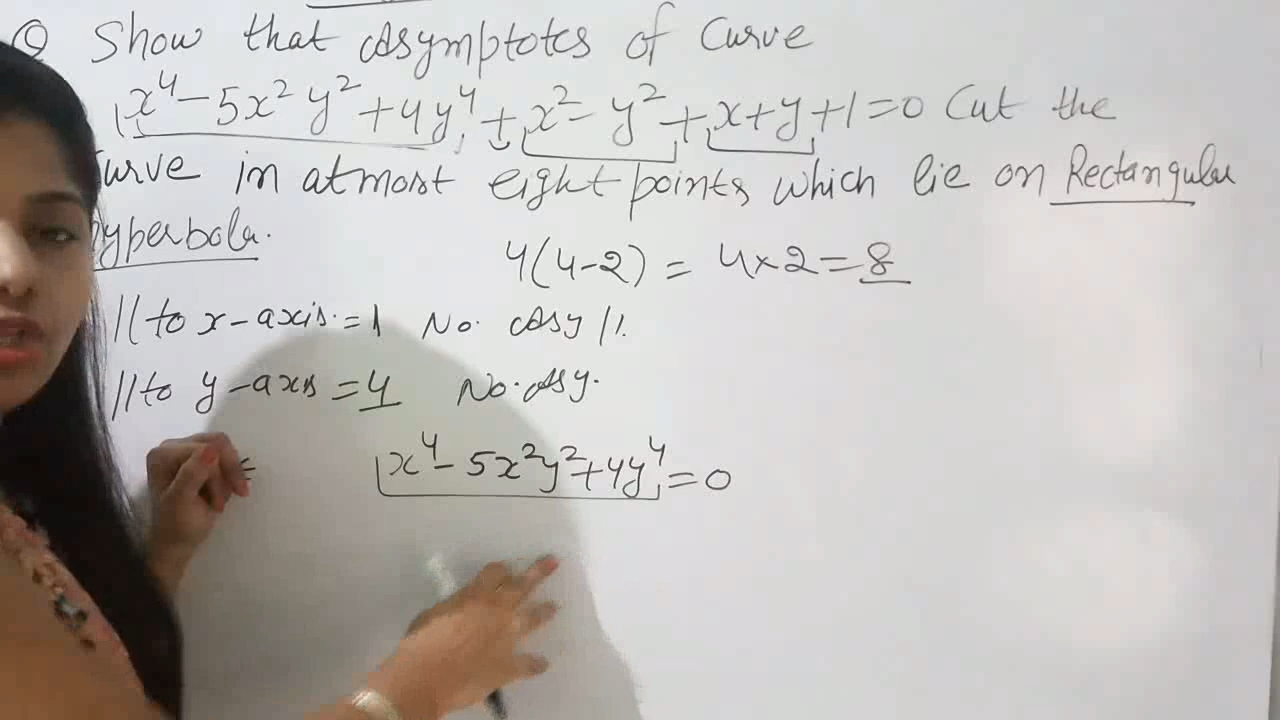 Q Show that Asymptotes of Curve
x⁴-5x²y²+4y⁴+x²-y²+x+y+1=0 Cut the
urve in atmost eight points which lie on Rectangular
yperbola.
4(4-2) = 4×2=8
// to x-axis. = 1 No. Asy //.
// to y-axis = 4 No. Asy.
x⁴-5x²y²+4y⁴=0